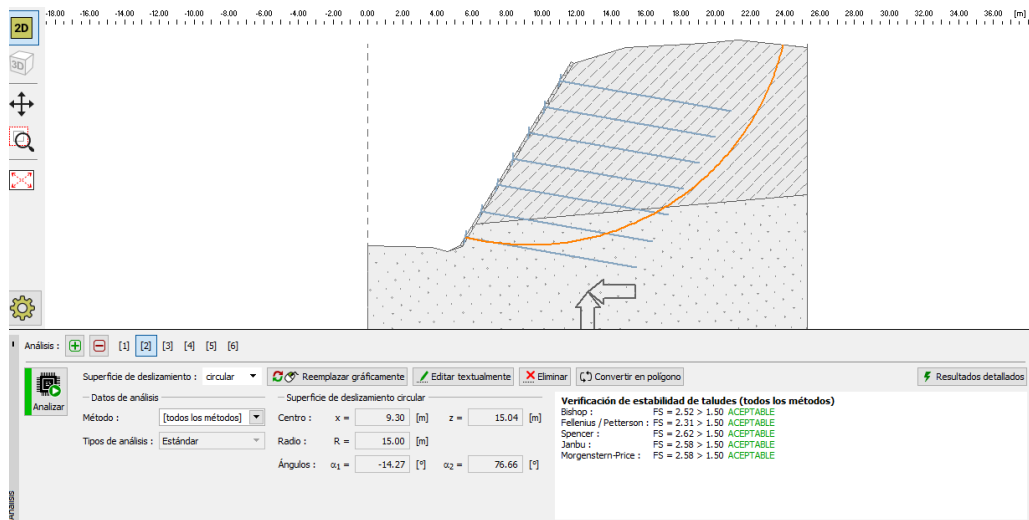 -18.00 -16.00 -14.00 -12.00 -10.00 -8.00 -6.00 -4.00 -2.00 0.00 2.00 4.00 6.00 8.00 10.00 12.00 14.00 16.00 18.00 20.00 22.00 24.00 26.00 28.00 30.00 32.00 34.00 36.00 [m]
2D
3D
Análisis : [1] [2] [3] [4] [5] [6]
Analizar
Superficie de deslizamiento : circular Reemplazar gráficamente Editar textualmente Eliminar Convertir en polígono Resultados detallados
Datos de análisis
Método : [todos los métodos]
Tipos de análisis : Estándar
Superficie de deslizamiento circular
Centro : x = 9.30 [m] z = 15.04 [m]
Radio : R = 15.00 [m]
Ángulos : α1 = -14.27 [°] α2 = 76.66 [°]
Verificación de estabilidad de taludes (todos los métodos)
Bishop : FS = 2.52 > 1.50 ACEPTABLE
Fellenius / Petterson : FS = 2.31 > 1.50 ACEPTABLE
Spencer : FS = 2.62 > 1.50 ACEPTABLE
Janbu : FS = 2.58 > 1.50 ACEPTABLE
Morgenstern-Price : FS = 2.58 > 1.50 ACEPTABLE
Análisis